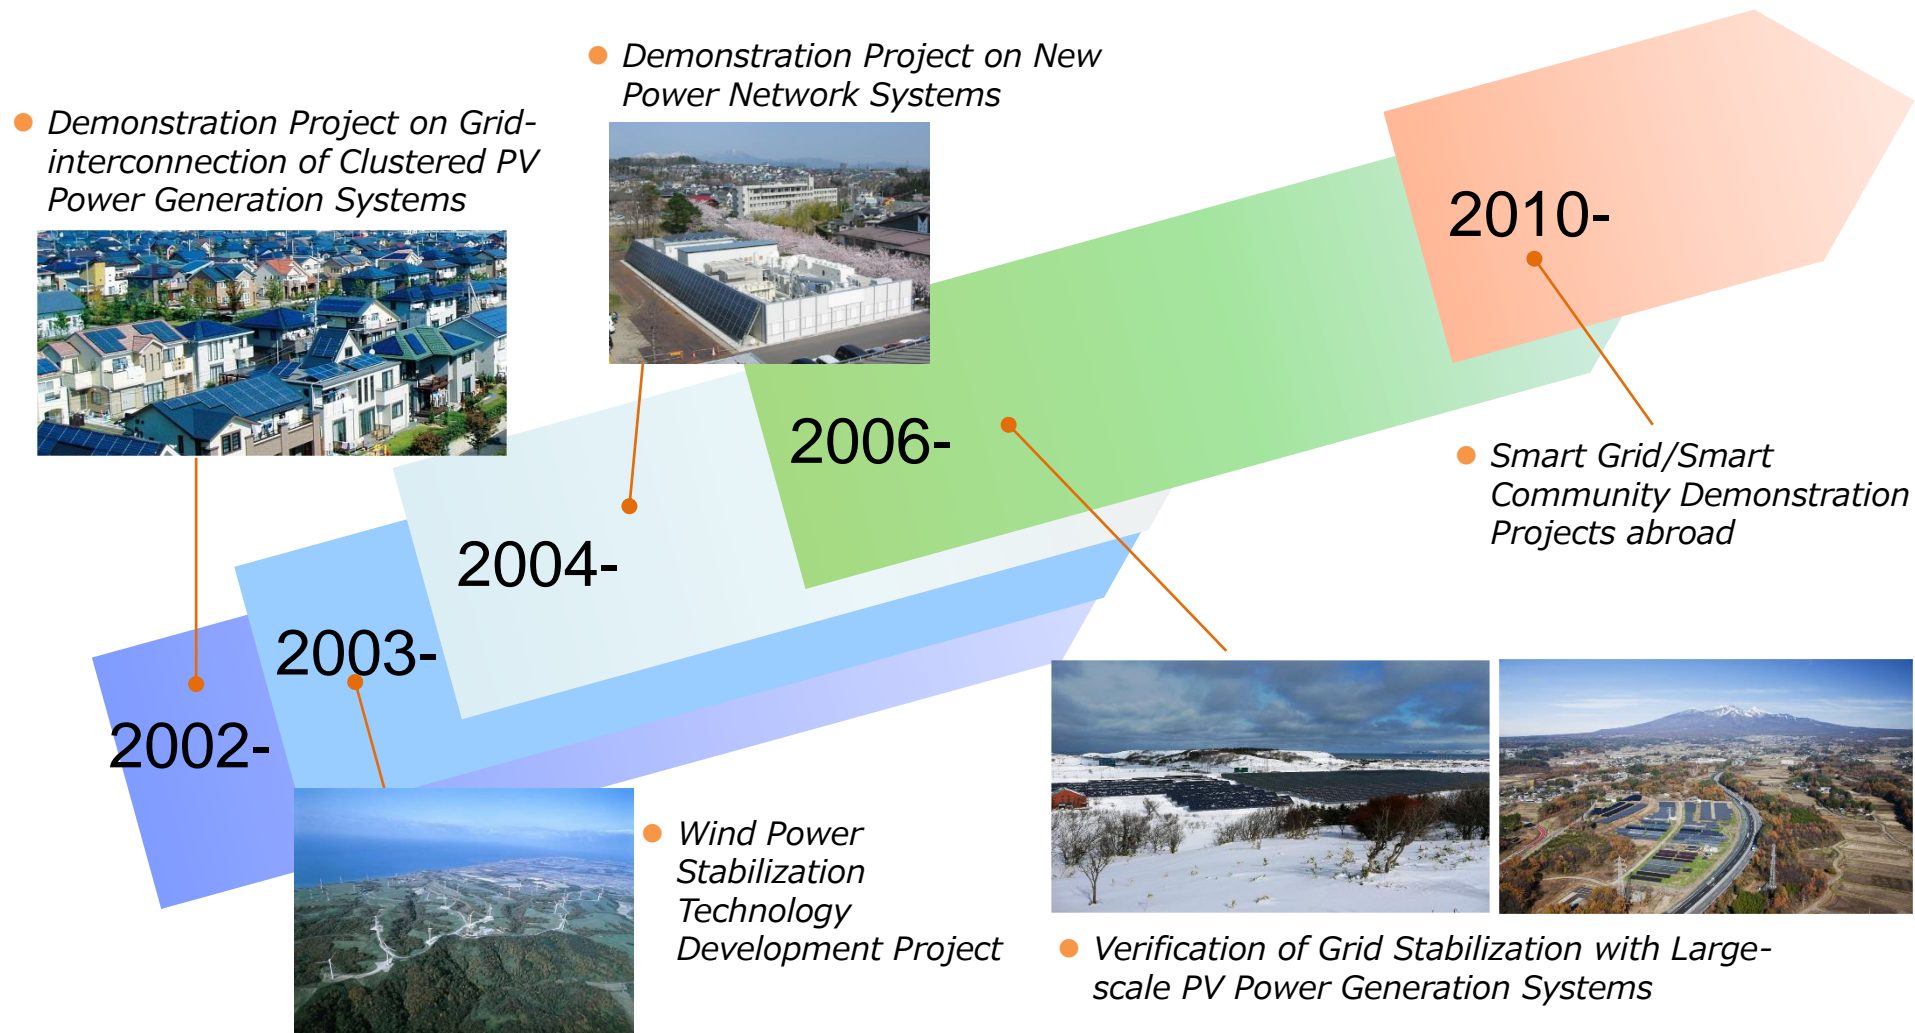 Demonstration Project on New
Power Network Systems
Demonstration Project on Grid-
interconnection of Clustered PV
Power Generation Systems
2010-
2006-
Smart Grid/Smart
Community Demonstration
Projects abroad
2004-
2003-
2002-
Wind Power
Stabilization
Technology
Development Project
Verification of Grid Stabilization with Large-
scale PV Power Generation Systems